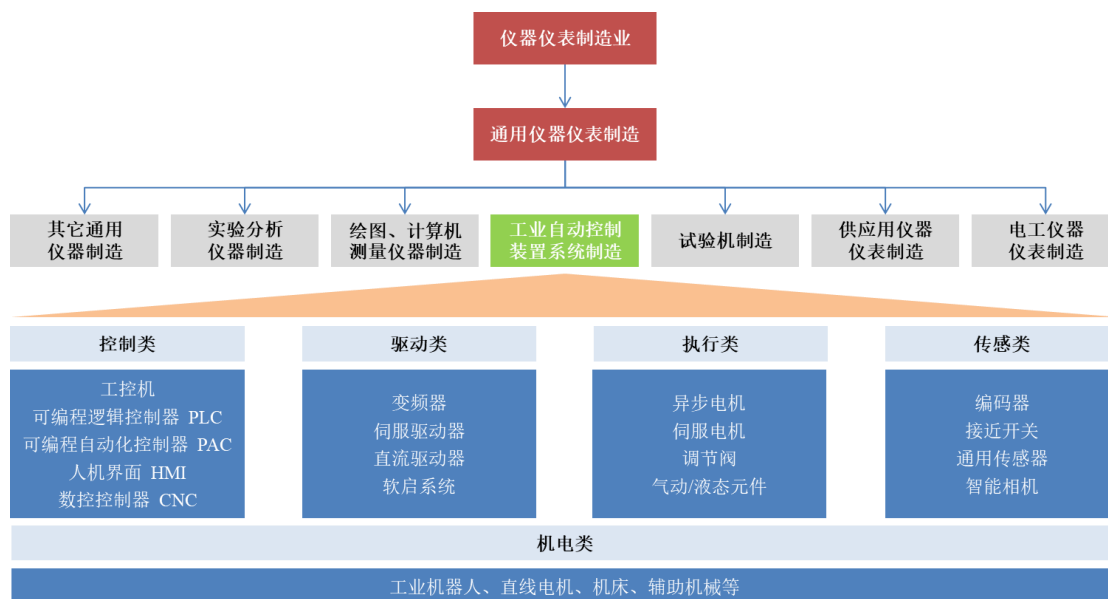 仪器仪表制造业
通用仪器仪表制造
其它通用
仪器制造
实验分析
仪器制造
绘图、计算机
测量仪器制造
工业自动控制
装置系统制造
试验机制造
供应用仪器
仪表制造
电工仪器
仪表制造
控制类
工控机
可编程逻辑控制器 PLC
可编程自动化控制器 PAC
人机界面 HMI
数控控制器 CNC
驱动类
变频器
伺服驱动器
直流驱动器
软启系统
执行类
异步电机
伺服电机
调节阀
气动/液态元件
传感类
编码器
接近开关
通用传感器
智能相机
机电类
工业机器人、直线电机、机床、辅助机械等